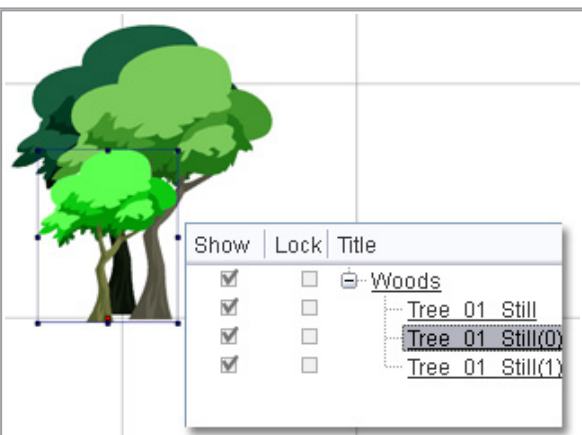 Show Lock Title
Woods
Tree_01_Still
Tree_01_Still(0)
Tree_01_Still(1)